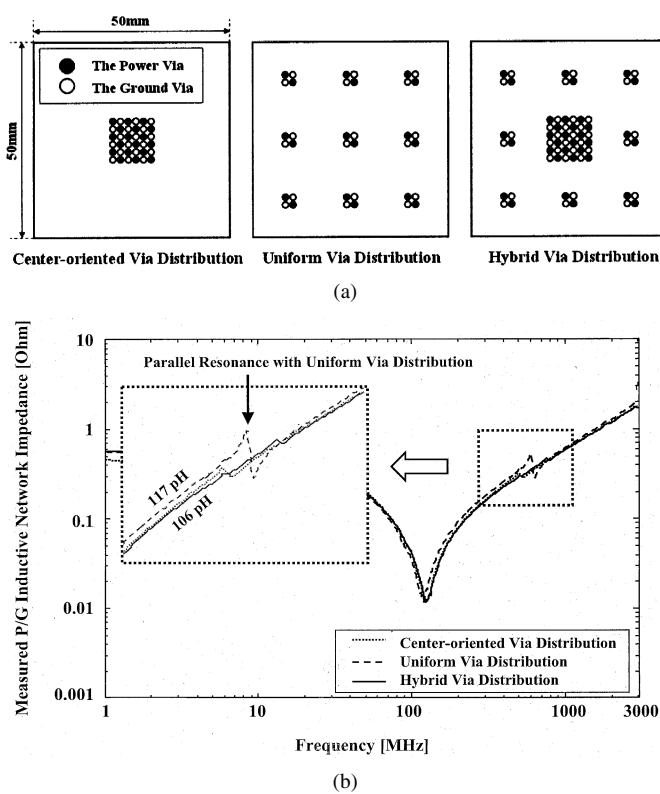 50mm
50mm
The Power Via
The Ground Via
Center-oriented Via Distribution
Uniform Via Distribution
Hybrid Via Distribution
(a)
Measured P/G Inductive Network Impedance [Ohm]
10
1
0.1
0.01
0.001
Parallel Resonance with Uniform Via Distribution
117 pH
106 pH
Center-oriented Via Distribution
Uniform Via Distribution
Hybrid Via Distribution
1 10 100 1000 3000
Frequency [MHz]
(b)